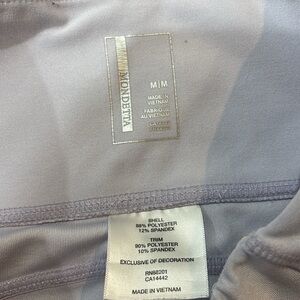 MONDETTA
M|M
MADE IN
VIETNAM
FABRIQUÉ
AU VIETNAM
SHELL
88% POLYESTER
12% SPANDEX
TRIM
90% POLYESTER
10% SPANDEX
EXCLUSIVE OF DECORATION
RN68201
CA14442
MADE IN VIETNAM